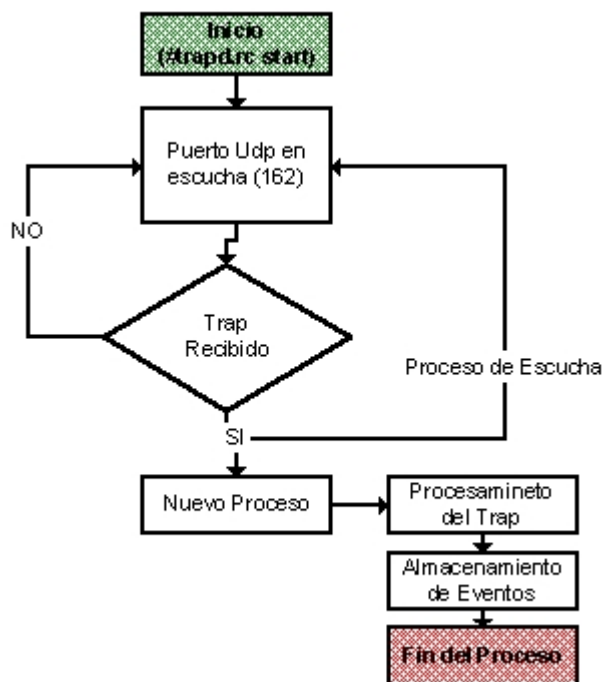 Inicio
(#trapd.rc start)
Puerto Udp en
escucha (162)
NO
Trap
Recibido
Proceso de Escucha
SI
Nuevo Proceso
Procesamineto
del Trap
Almacenamiento
de Eventos
Fin del Proceso